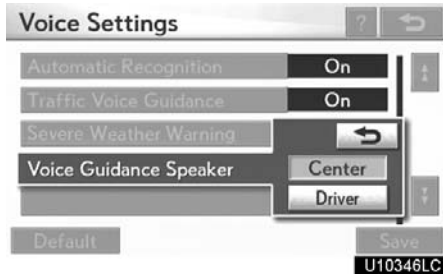 Voice Settings ?
Automatic Recognition On
Traffic Voice Guidance On
Severe Weather Warning
Voice Guidance Speaker Center
Driver
Default Save
U10346LC